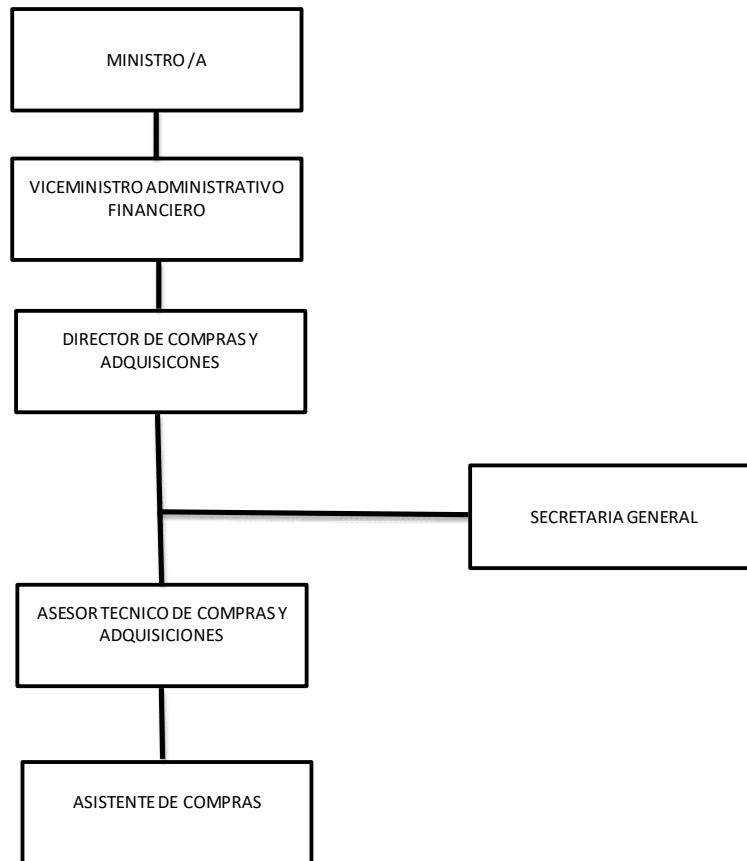 MINISTRO /A
VICEMINISTRO ADMINISTRATIVO
FINANCIERO
DIRECTOR DE COMPRAS Y
ADQUISICONES
SECRETARIA GENERAL
ASESOR TECNICO DE COMPRAS Y
ADQUISICIONES
ASISTENTE DE COMPRAS